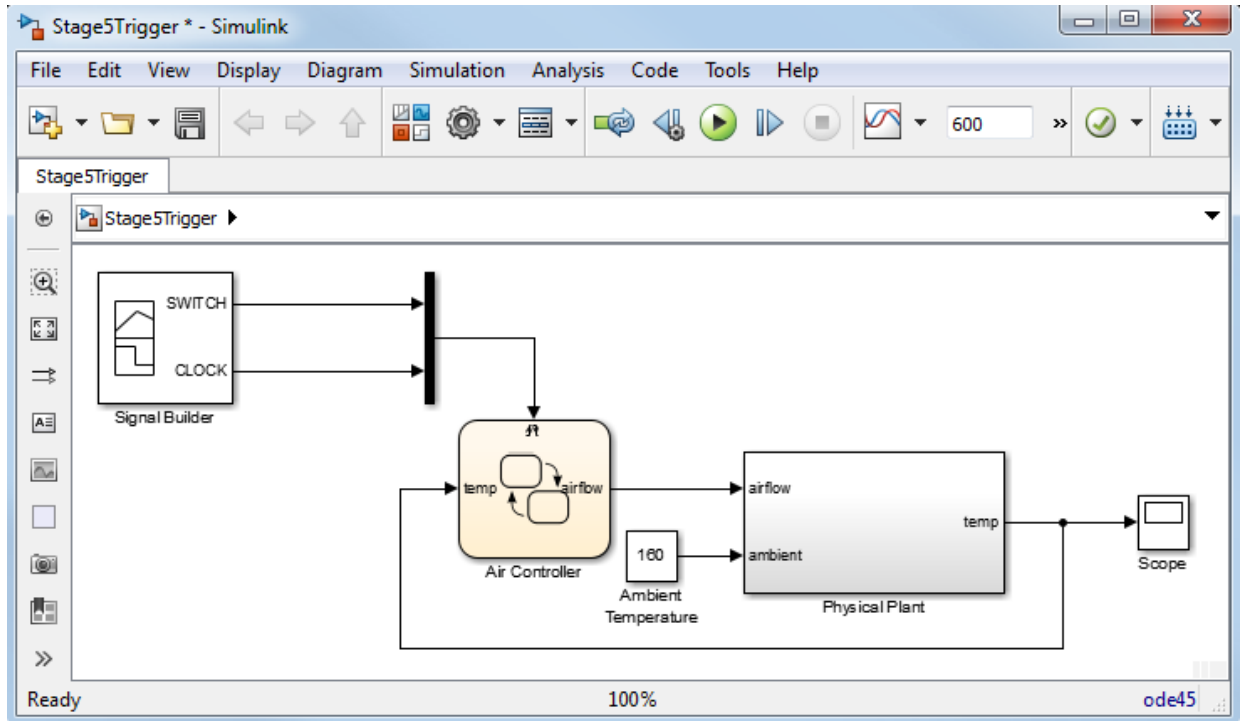 Stage5Trigger * - Simulink
File Edit View Display Diagram Simulation Analysis Code Tools Help
600
Stage5Trigger
Stage5Trigger
SWITCH
CLOCK
Signal Builder
temp
airflow
Air Controller
160
Ambient
Temperature
airflow
ambient
temp
Physical Plant
Scope
Ready 100% ode45